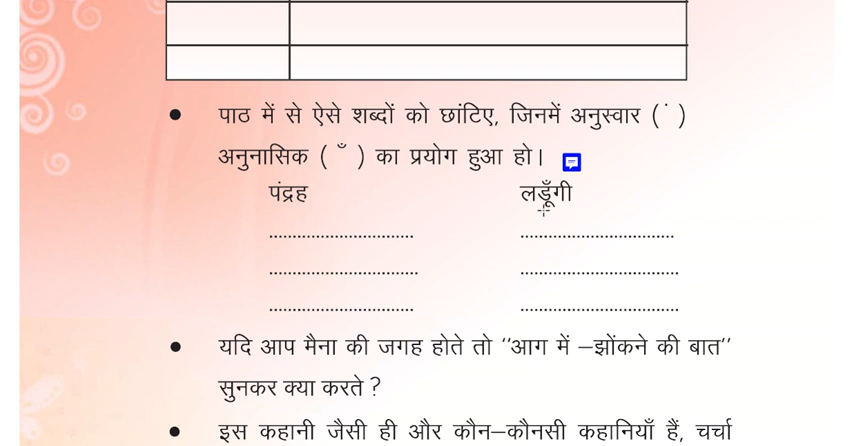 ● पाठ में से ऐसे शब्दों को छांटिए, जिनमें अनुस्वार ( ं )
अनुनासिक ( ँ ) का प्रयोग हुआ हो।
पंद्रह लड़ूँगी
.............................. .................................
............................... ..................................
.............................. ..................................
● यदि आप मैना की जगह होते तो ''आग में –झोंकने की बात''
सुनकर क्या करते ?
● इस कहानी जैसी ही और कौन–कौनसी कहानियाँ हैं, चर्चा